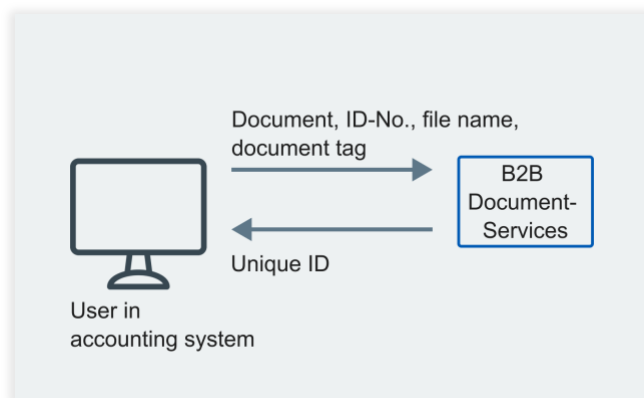 Document, ID-No., file name,
document tag
B2B
Document-
Services
Unique ID
User in
accounting system